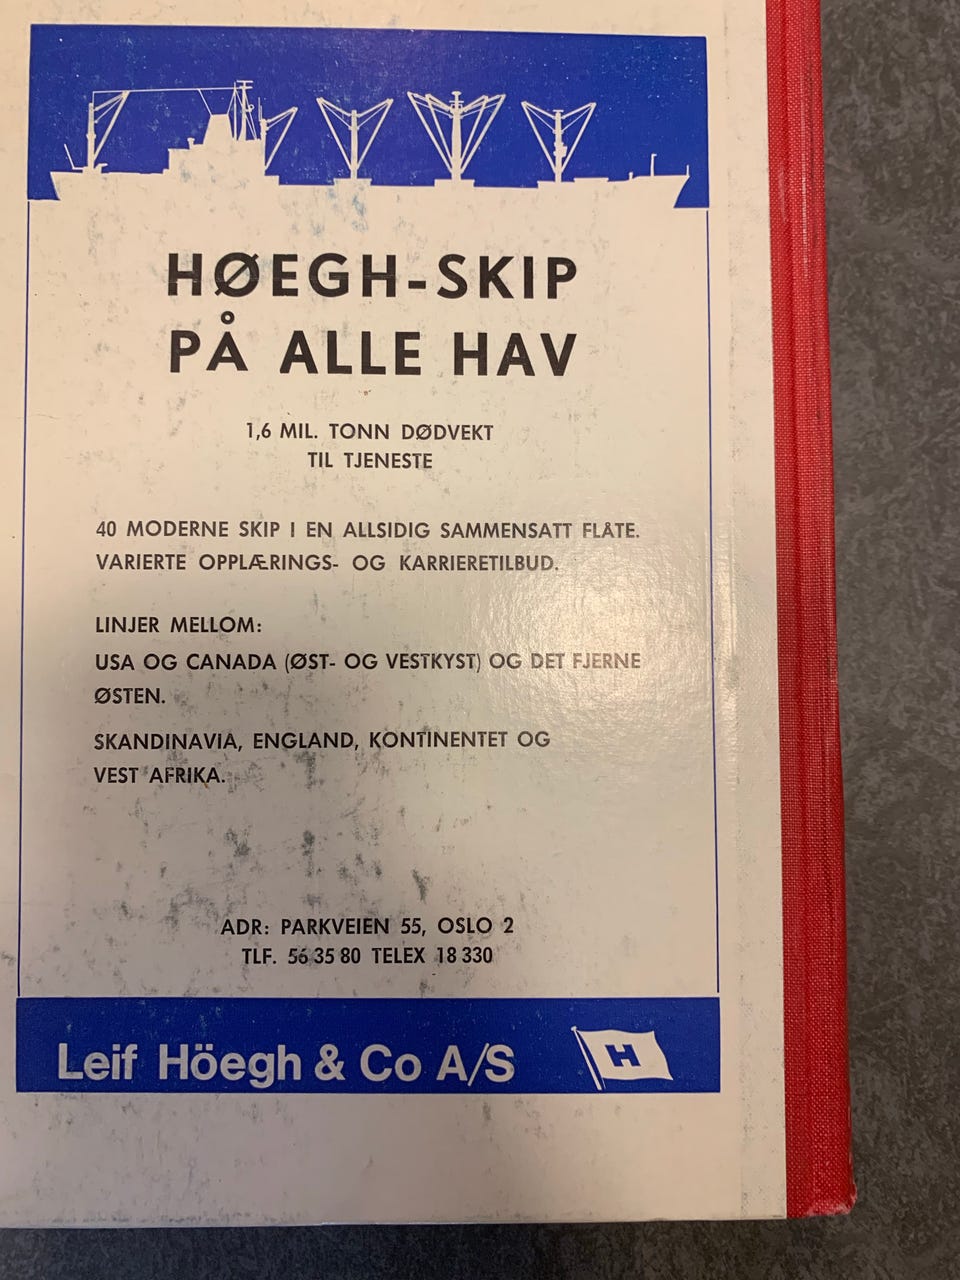 HØEGH-SKIP
PÅ ALLE HAV
1,6 MIL. TONN DØDVEKT
TIL TJENESTE
40 MODERNE SKIP I EN ALLSIDIG SAMMENSATT FLÅTE.
VARIERTE OPPLÆRINGS- OG KARRIERETILBUD.
LINJER MELLOM:
USA OG CANADA (ØST- OG VESTKYST) OG DET FJERNE
ØSTEN.
SKANDINAVIA, ENGLAND, KONTINENTET OG
VEST AFRIKA.
ADR: PARKVEIEN 55, OSLO 2
TLF. 56 35 80 TELEX 18 330
Leif Höegh & Co A/S
H